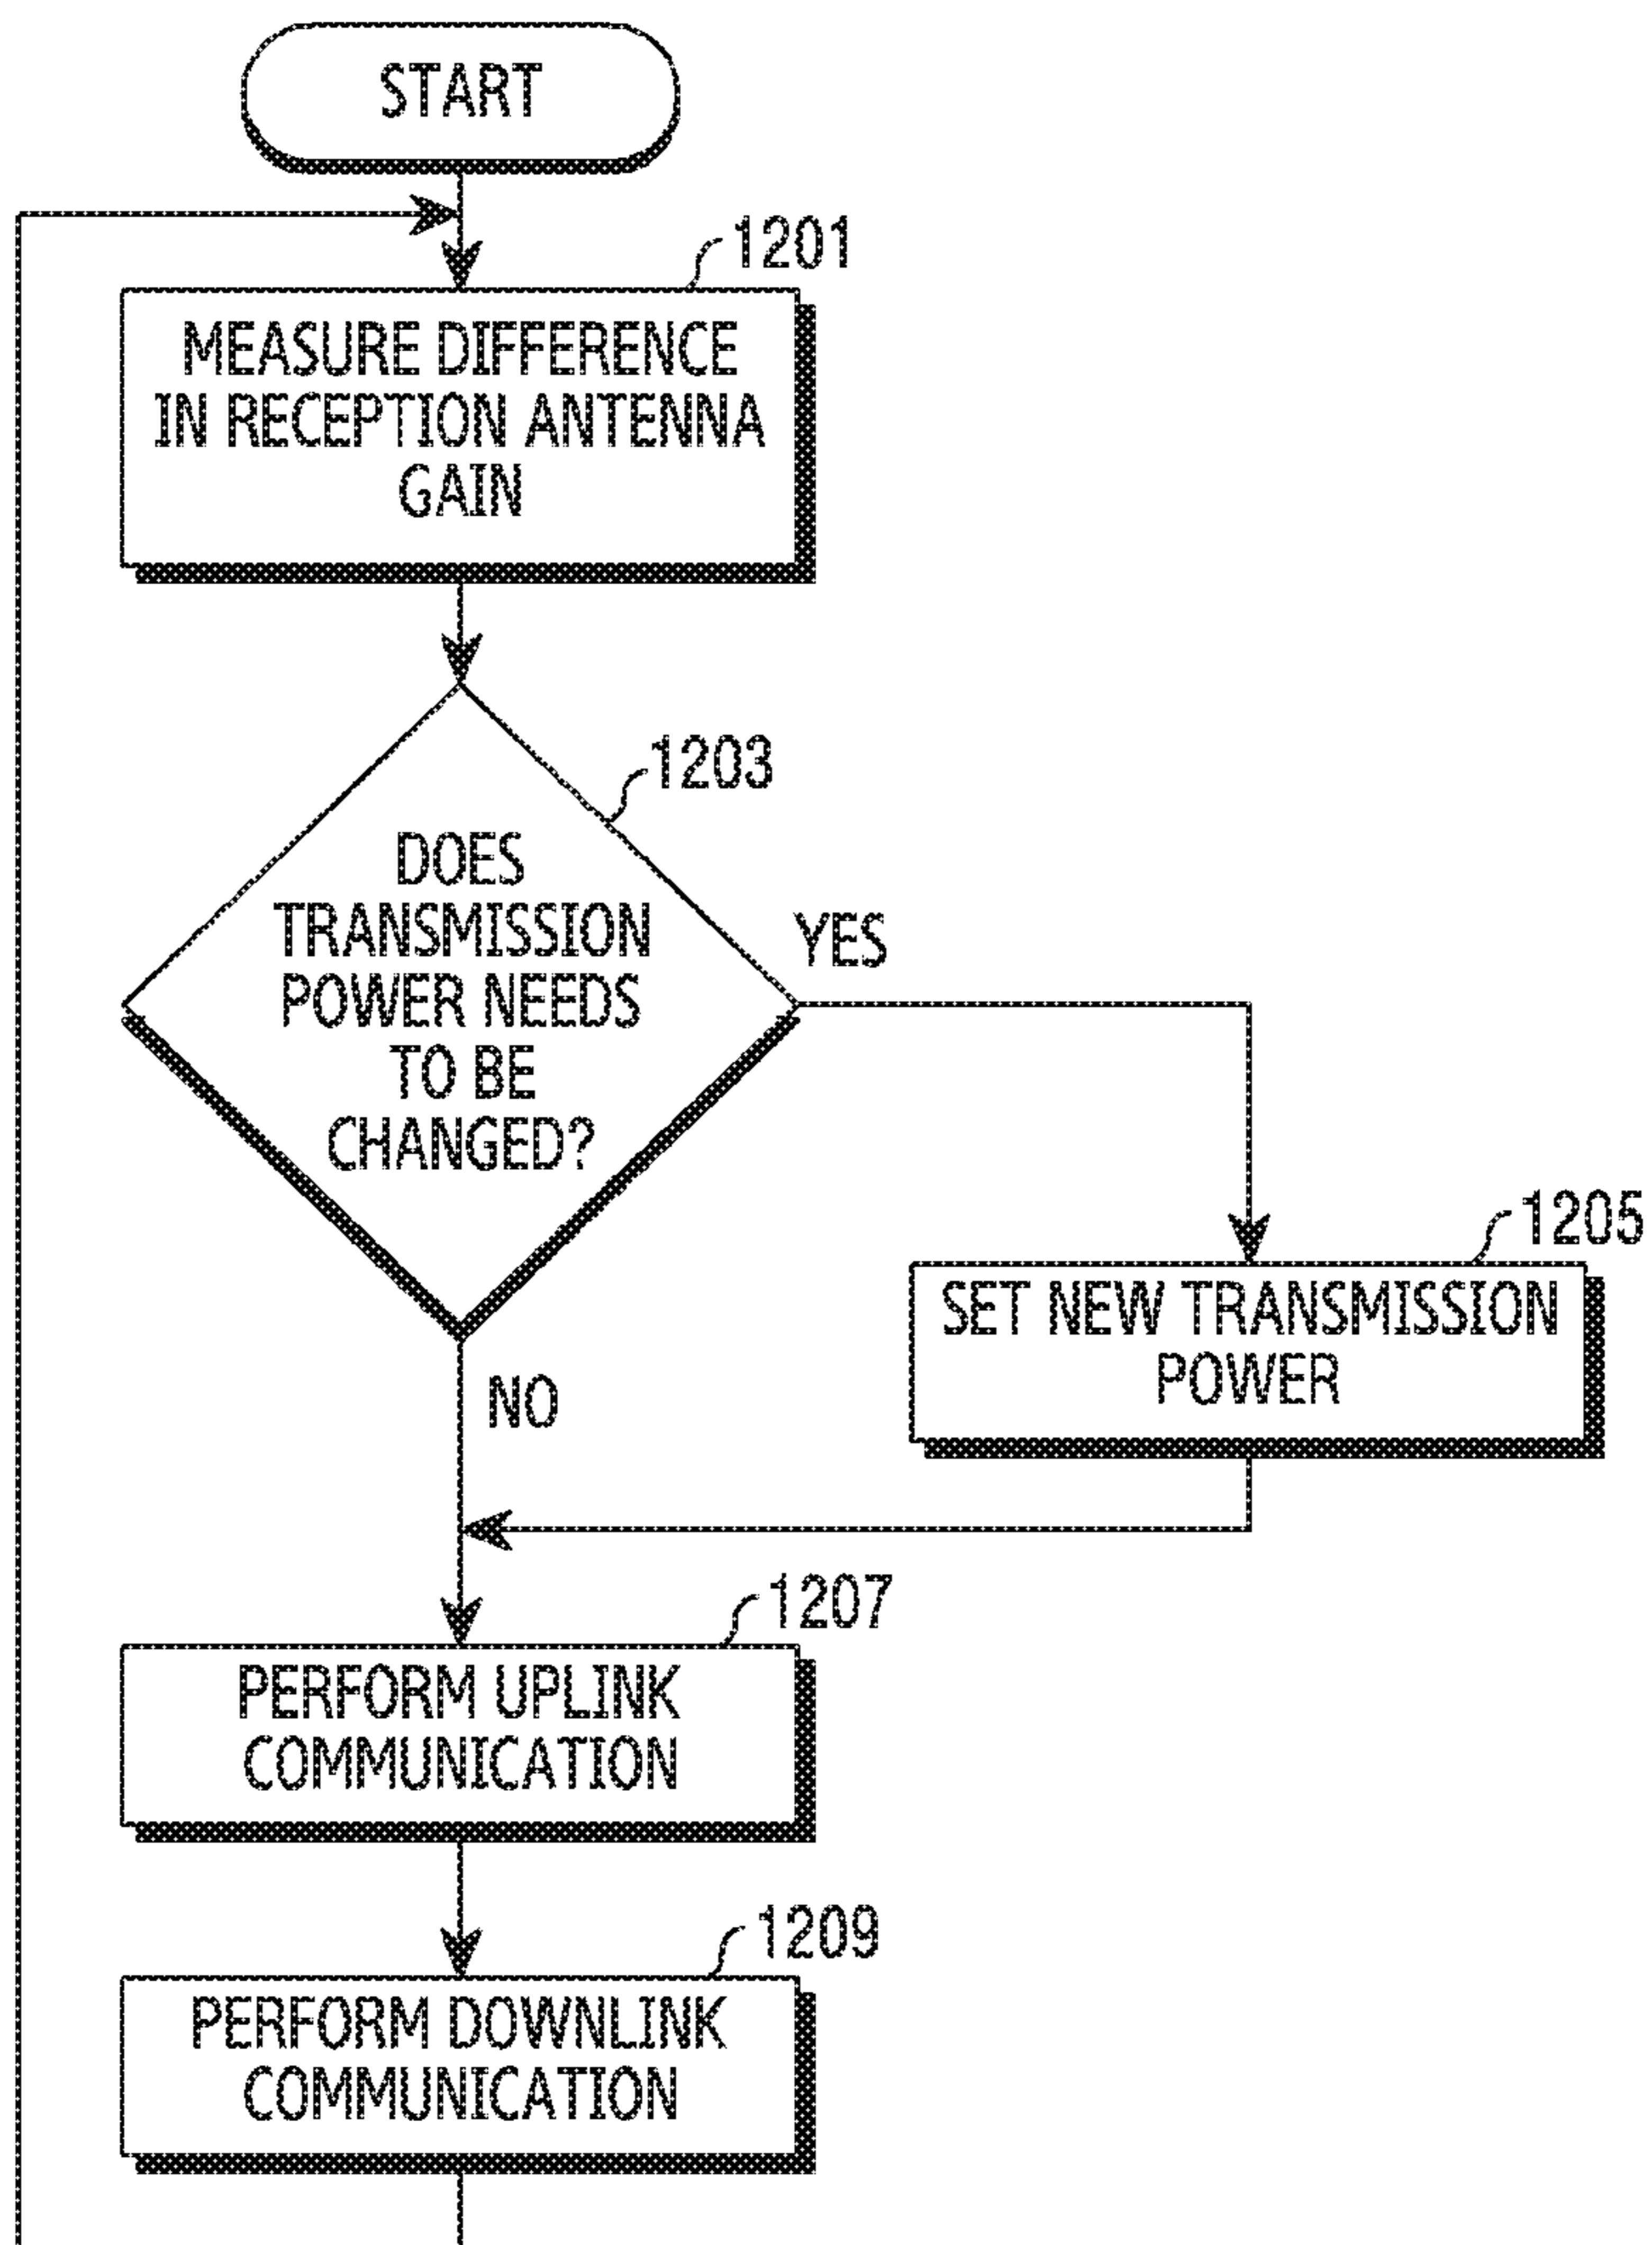 START
1201
MEASURE DIFFERENCE
IN RECEPTION ANTENNA
GAIN
1203
DOES
TRANSMISSION
POWER NEEDS
TO BE
CHANGED?
YES
1205
SET NEW TRANSMISSION
POWER
NO
1207
PERFORM UPLINK
COMMUNICATION
1209
PERFORM DOWNLINK
COMMUNICATION